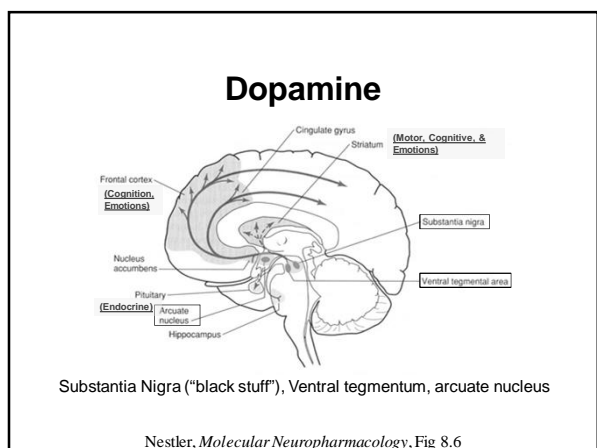 Dopamine
Cingulate gyrus
Striatum
(Motor, Cognitive, &
Emotions)
Frontal cortex
(Cognition,
Emotions)
Substantia nigra
Nucleus
accumbens
Ventral tegmental area
Pituitary
(Endocrine)
Arcuate
nucleus
Hippocampus
Substantia Nigra (“black stuff”), Ventral tegmentum, arcuate nucleus
Nestler, Molecular Neuropharmacology, Fig 8.6